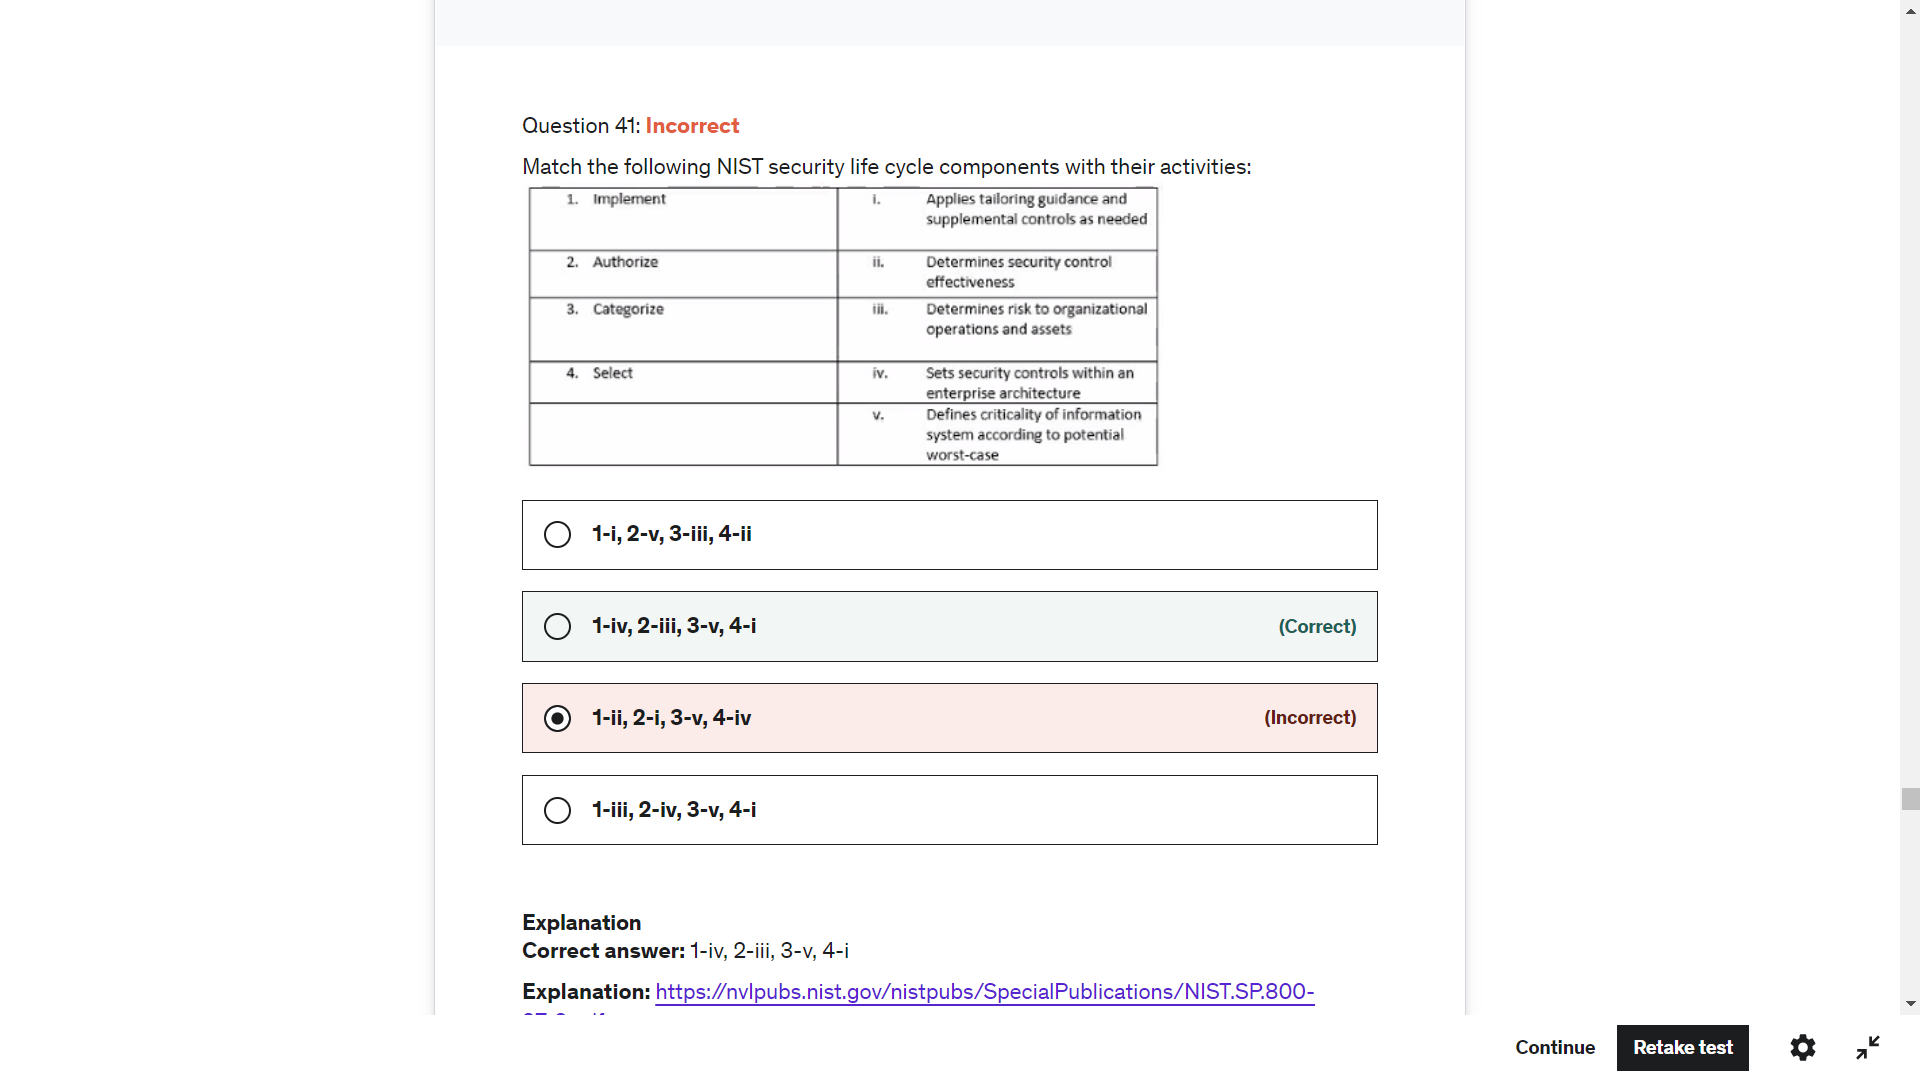 Question 41: Incorrect
Match the following NIST security life cycle components with their activities:
1. Implement
i. Applies tailoring guidance and
supplemental controls as needed
2. Authorize
ii. Determines security control
effectiveness
3. Categorize
iii. Determines risk to organizational
operations and assets
4. Select
iv. Sets security controls within an
enterprise architecture
v. Defines criticality of information
system according to potential
worst-case
1-i, 2-v, 3-iii, 4-ii
1-iv, 2-iii, 3-v, 4-i (Correct)
1-ii, 2-i, 3-v, 4-iv (Incorrect)
1-iii, 2-iv, 3-v, 4-i
Explanation
Correct answer: 1-iv, 2-iii, 3-v, 4-i
Explanation: https://nvlpubs.nist.gov/nistpubs/SpecialPublications/NIST.SP.800-
Continue
Retake test